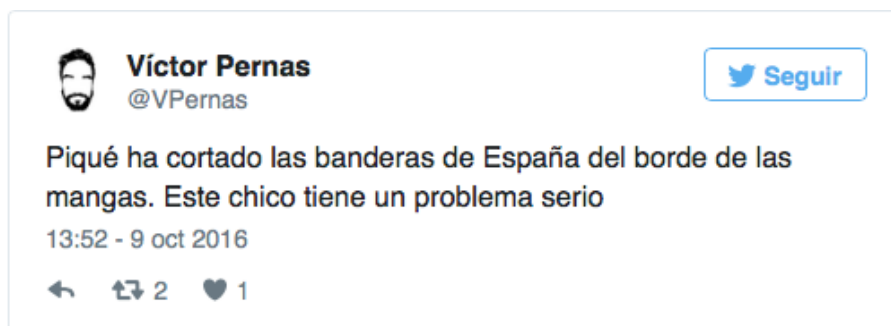 Víctor Pernas
Seguir
@VPernas
Piqué ha cortado las banderas de España del borde de las
mangas. Este chico tiene un problema serio
13:52 - 9 oct 2016
2 1